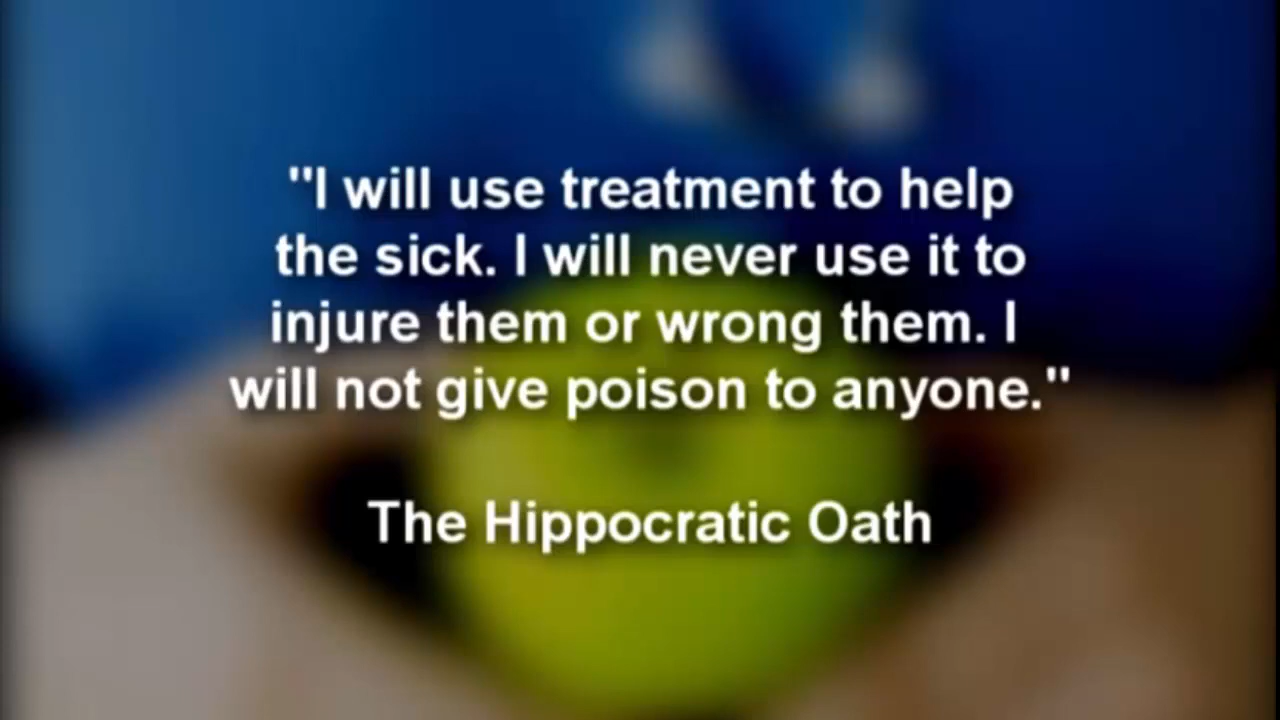 "I will use treatment to help
the sick. I will never use it to
injure them or wrong them. I
will not give poison to anyone."
The Hippocratic Oath